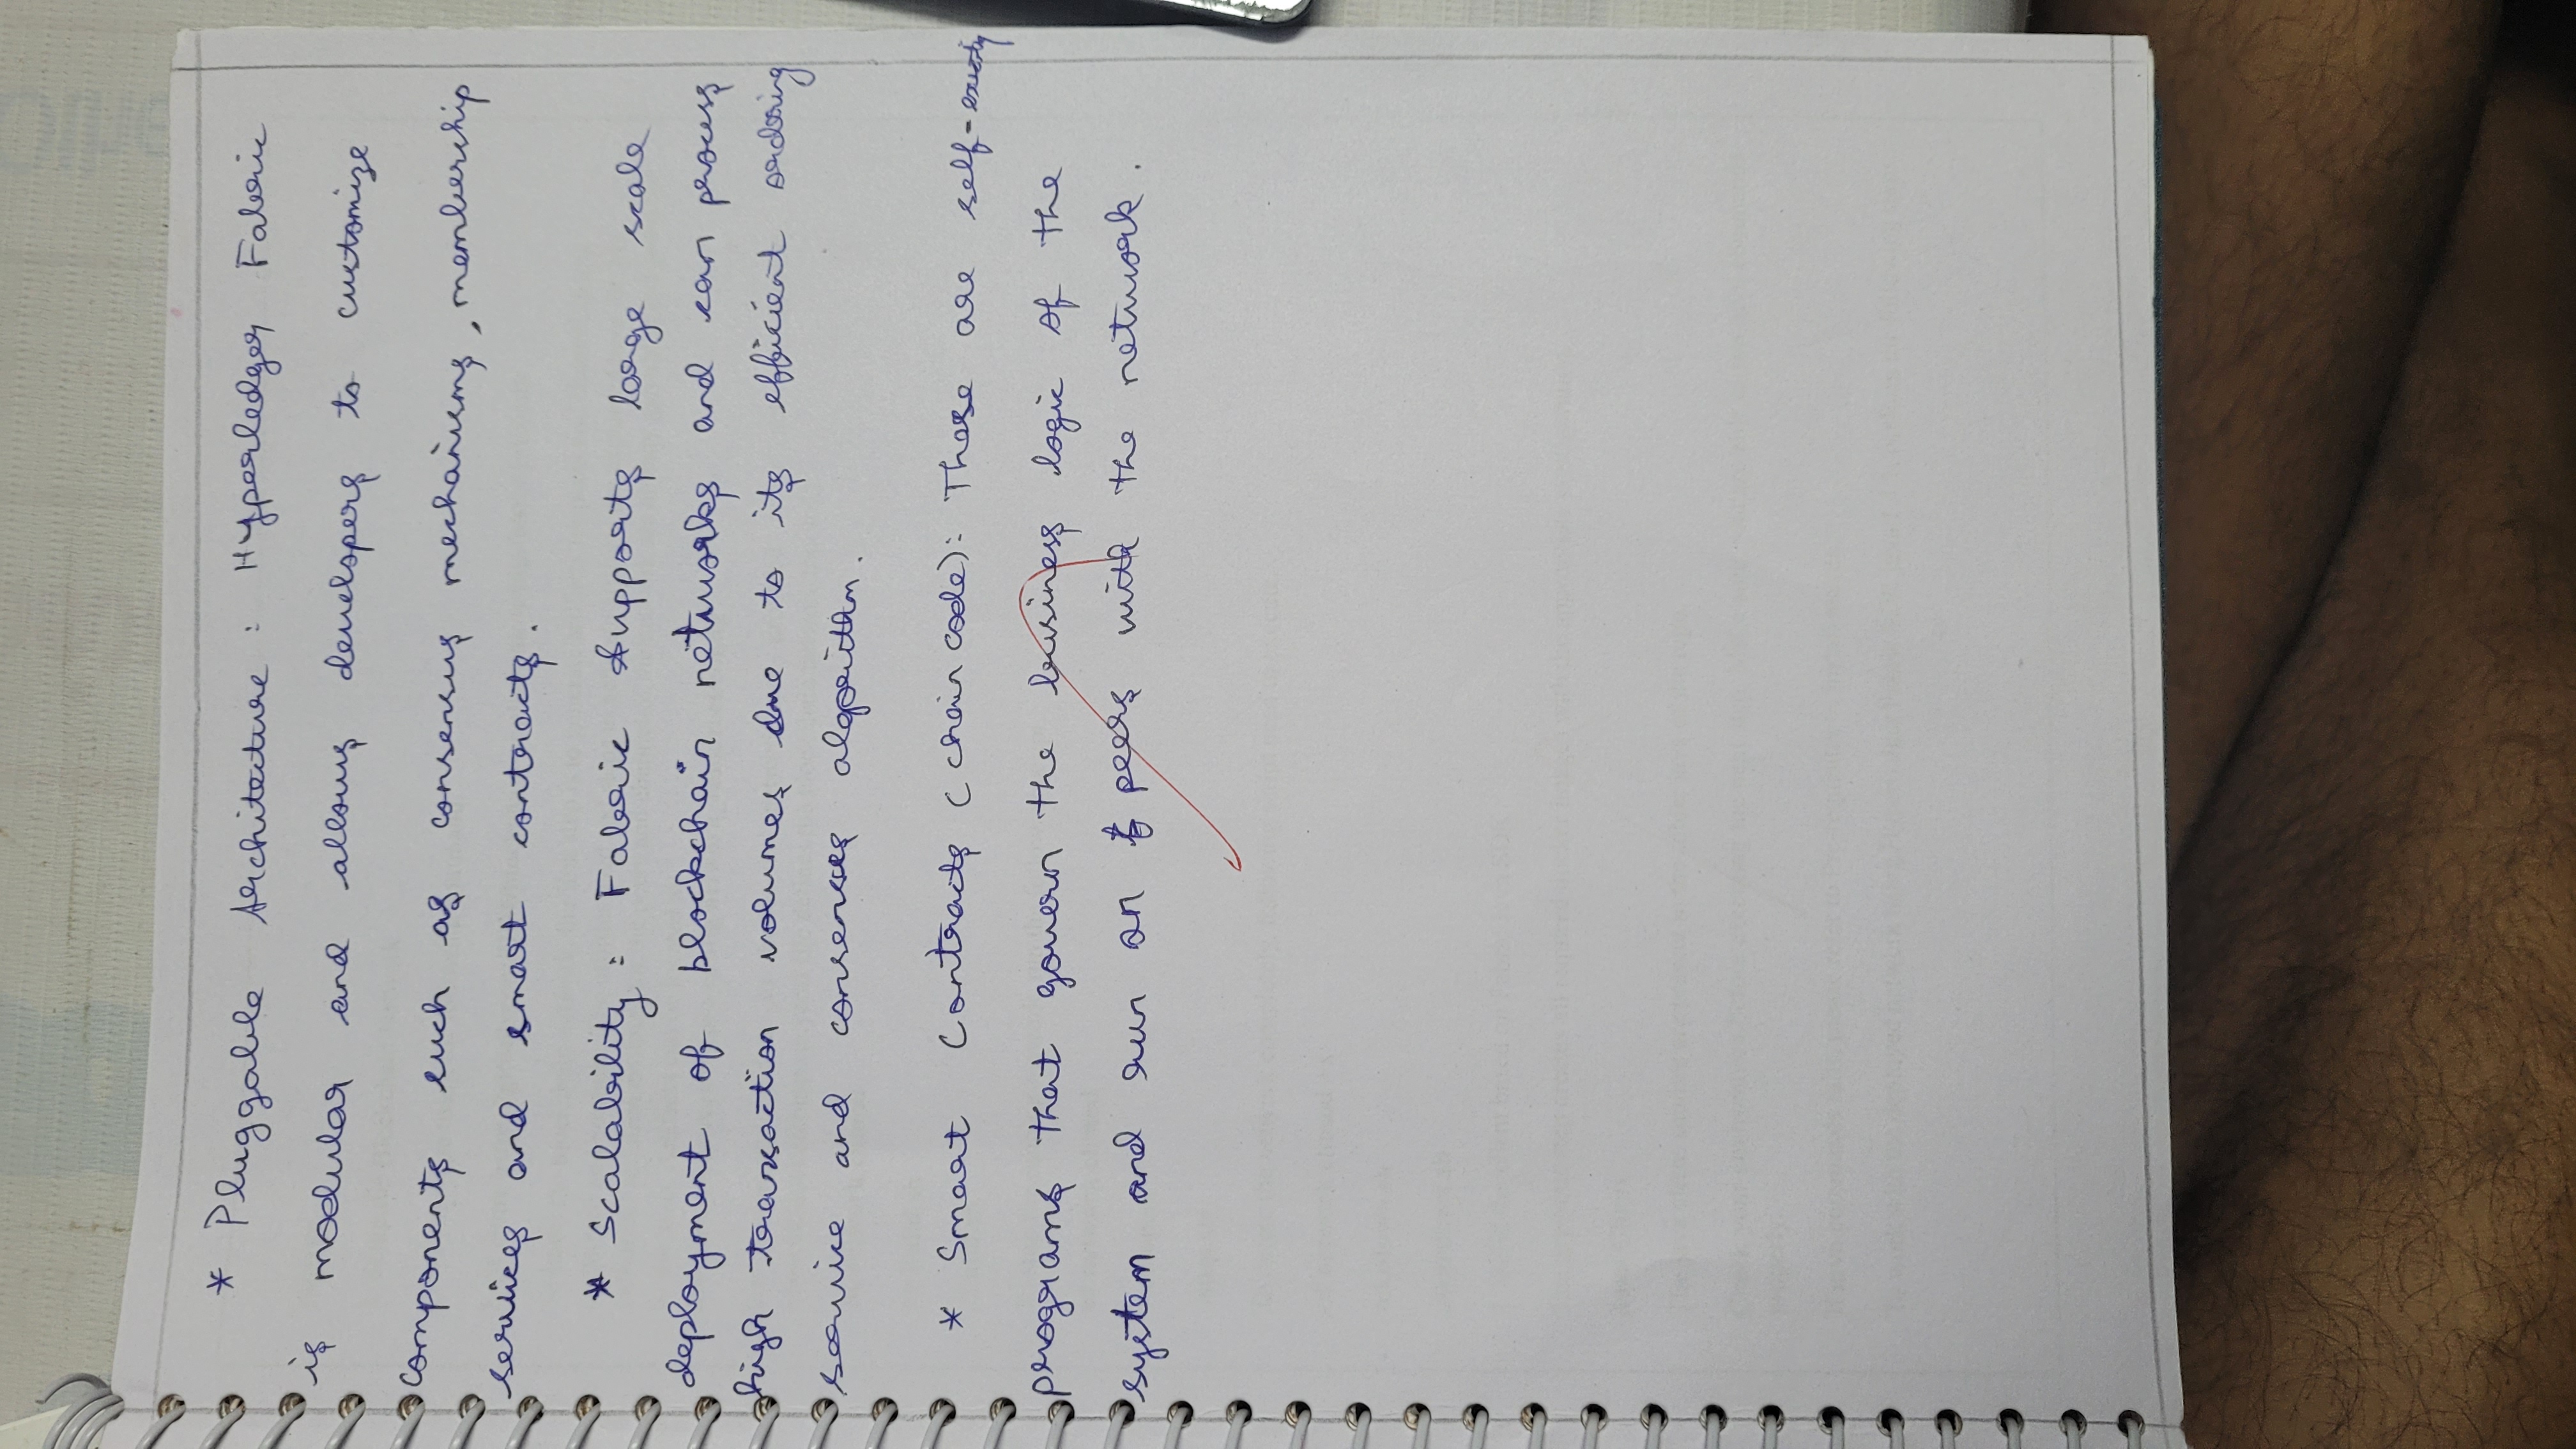 * Pluggable Architecture : Hyperledger Fabric
is modular and allows developers to customize
components such as consensus mechanisms, membership
services and smart contracts.
* Scalability : Fabric supports large scale
deployment of blockchain networks and can process
high transaction volumes due to its efficient ordering
service and consensus algorithm.
* Smart Contracts (chain code): These are self-
programs that govern the business logic of the
system and run on peers with the network.